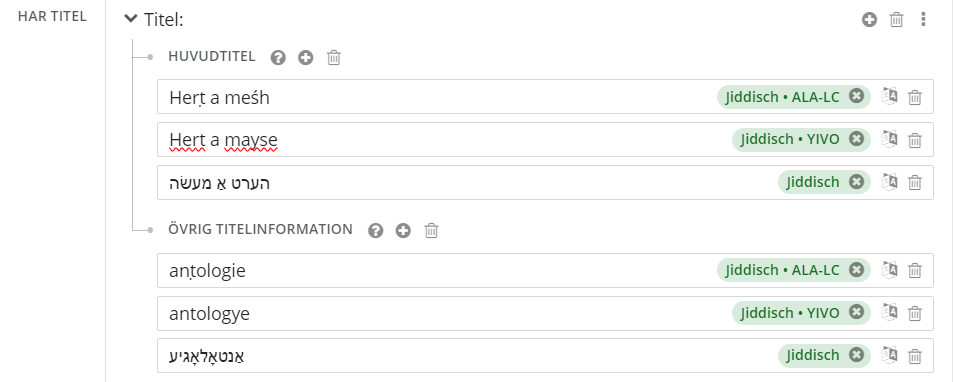 HAR TITEL
Titel:
HUVUDTITEL
Herṭ a meśh
Jiddisch • ALA-LC
Hert a mayse
Jiddisch • YIVO
הערט אַ מעשׂה
Jiddisch
ÖVRIG TITELINFORMATION
anṭologie
Jiddisch • ALA-LC
antologye
Jiddisch • YIVO
אַנטאָלאָגיע
Jiddisch